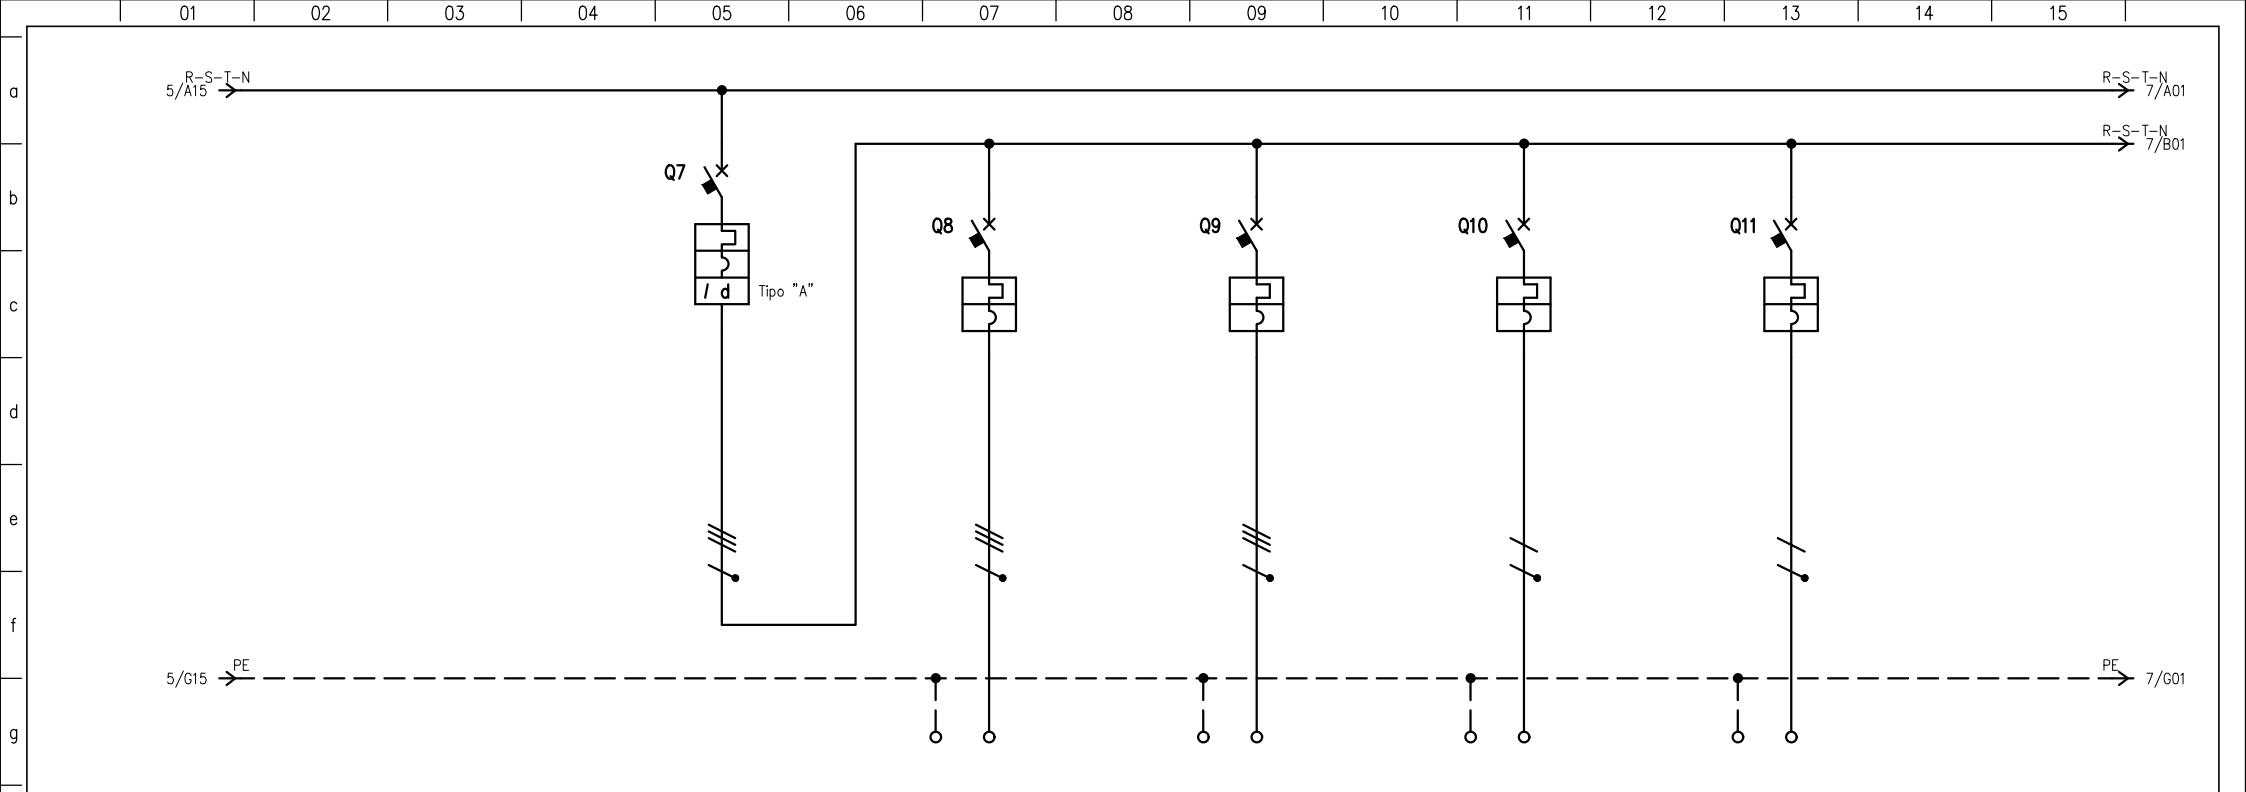 01 02 03 04 05 06 07 08 09 10 11 12 13 14 15
R-S-T-N R-S-T-N
a 5/A15 7/A01
R-S-T-N
7/B01
Q7
b
Q8 Q9 Q10 Q11
I d Tipo "A"
c
d
e
f
PE PE
5/G15 7/G01
g